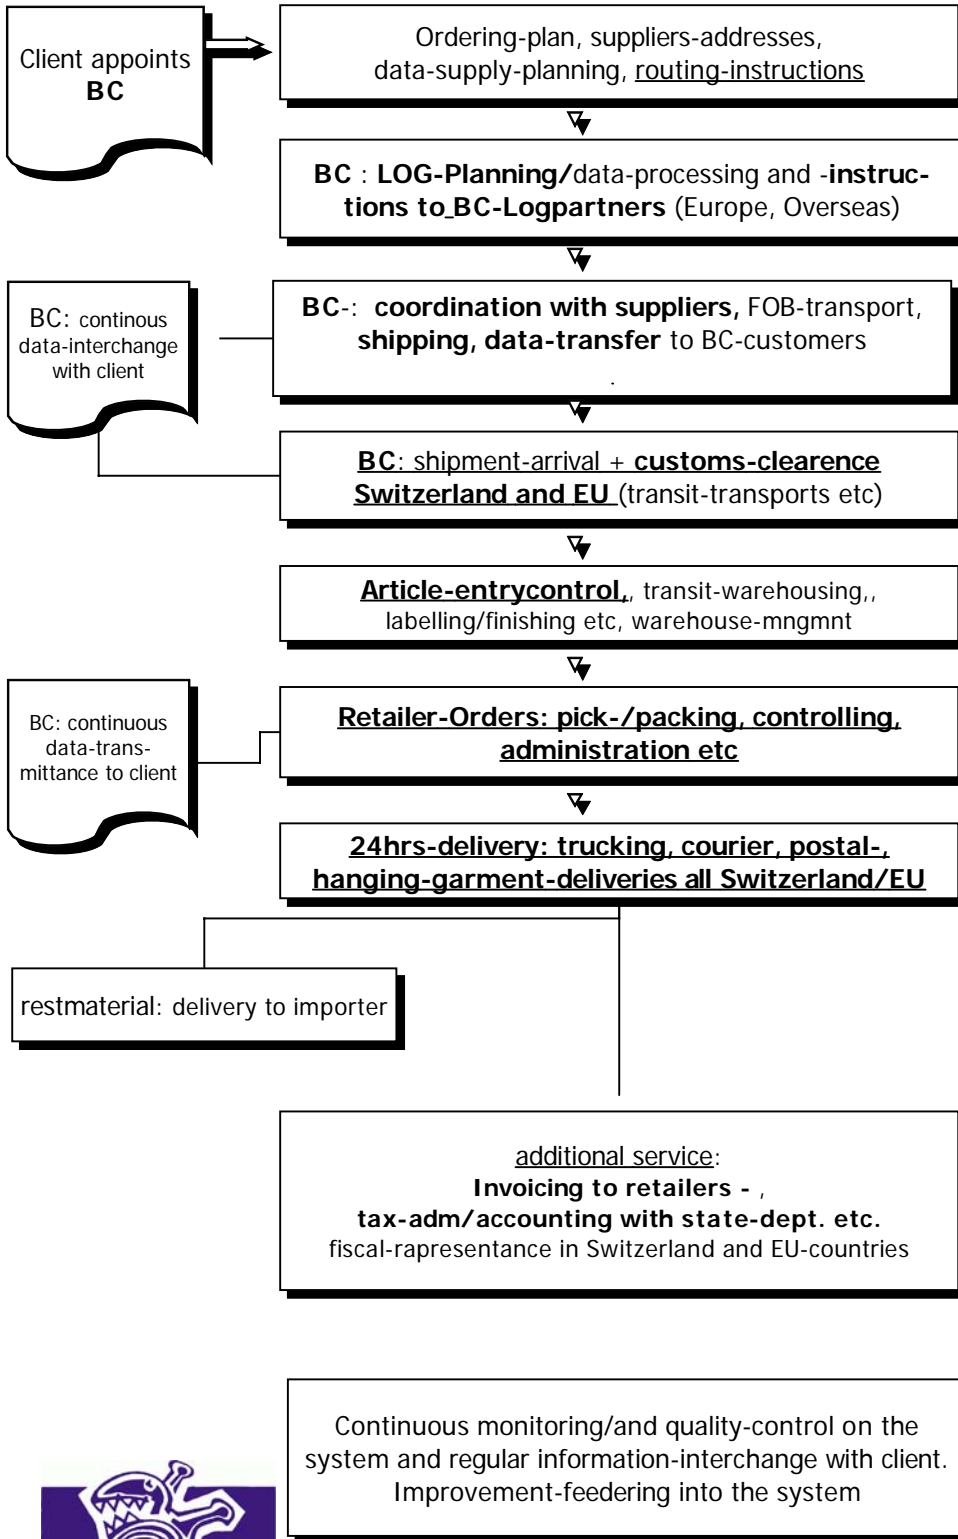 Client appoints
BC
Ordering-plan, suppliers-addresses,
data-supply-planning, routing-instructions
BC : LOG-Planning/data-processing and -instruc-
tions to BC-Logpartners (Europe, Overseas)
BC: continous
data-interchange
with client
BC-: coordination with suppliers, FOB-transport,
shipping, data-transfer to BC-customers
.
BC: shipment-arrival + customs-clearence
Switzerland and EU (transit-transports etc)
Article-entrycontrol,, transit-warehousing,,
labelling/finishing etc, warehouse-mngmnt
BC: continuous
data-trans-
mittance to client
Retailer-Orders: pick-/packing, controlling,
administration etc
24hrs-delivery: trucking, courier, postal-,
hanging-garment-deliveries all Switzerland/EU
restmaterial: delivery to importer
additional service:
Invoicing to retailers - ,
tax-adm/accounting with state-dept. etc.
fiscal-rapresentance in Switzerland and EU-countries
Continuous monitoring/and quality-control on the
system and regular information-interchange with client.
Improvement-feedering into the system